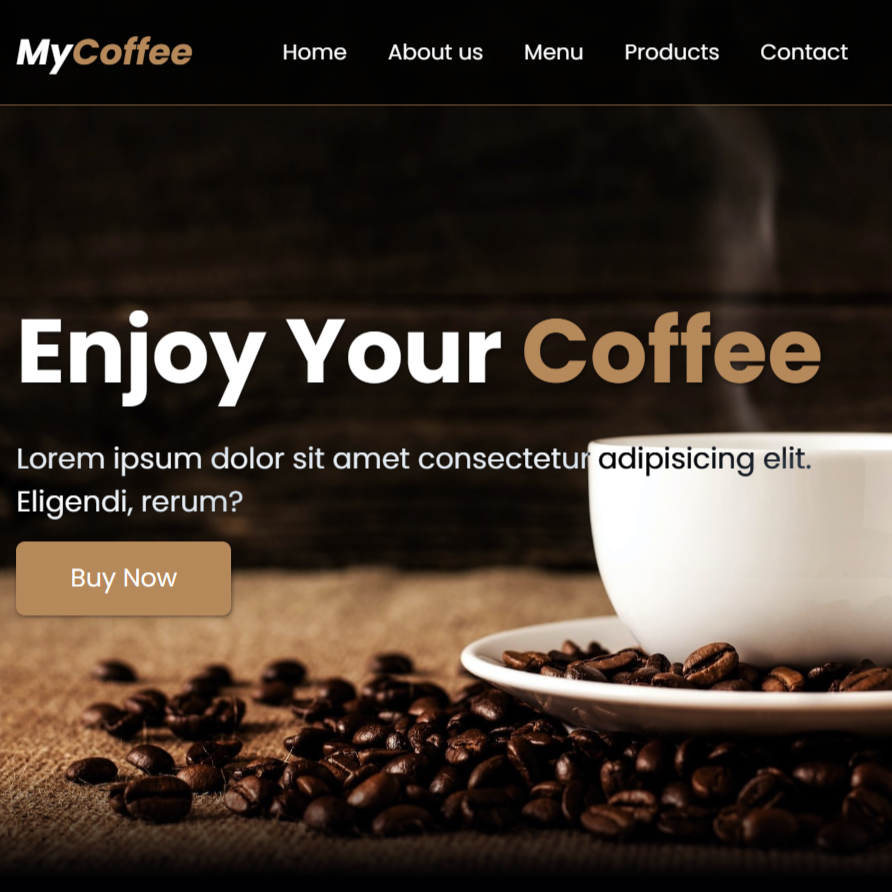 MyCoffee Home About us Menu Products Contact
Enjoy Your Coffee
Lorem ipsum dolor sit amet consectetur adipisicing elit.
Eligendi, rerum?
Buy Now